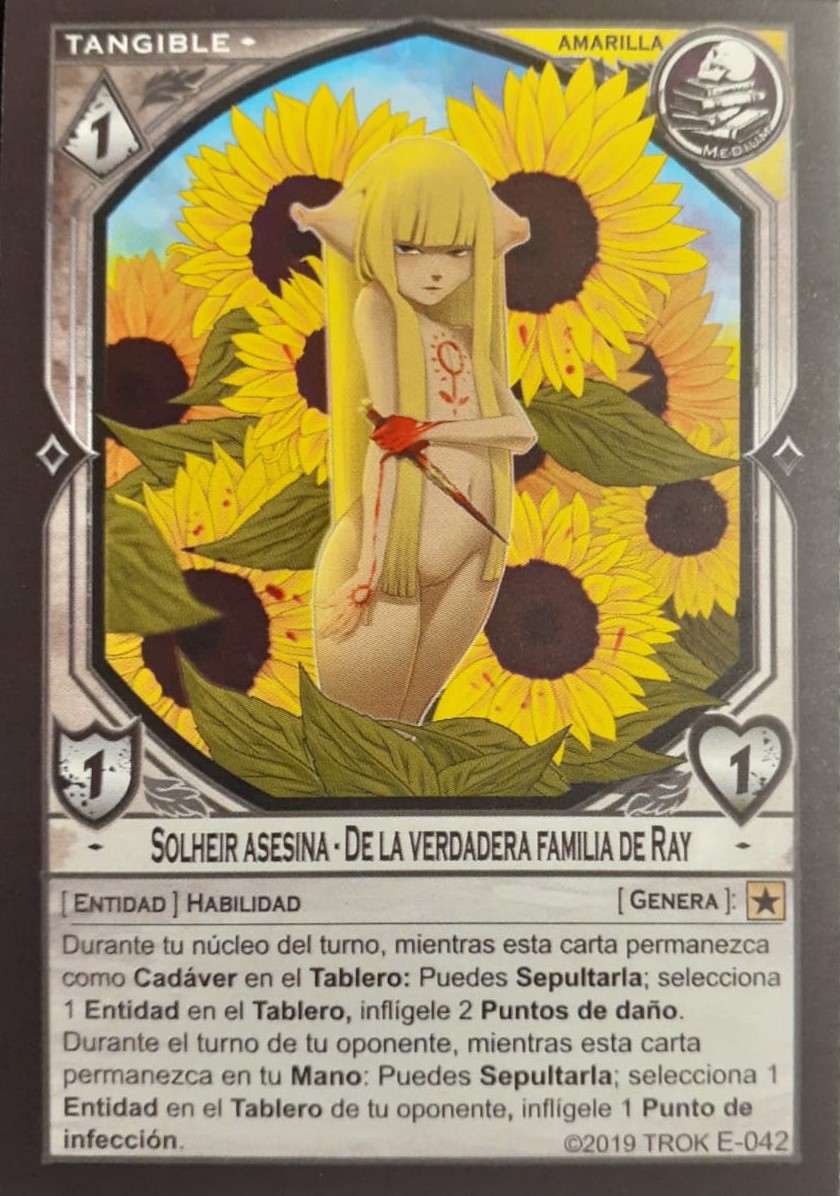 TANGIBLE
AMARILLA
1
MEDIUM
1
1
SOLHEIR ASESINA · DE LA VERDADERA FAMILIA DE RAY
[ ENTIDAD ] HABILIDAD
[ GENERA ]:
Durante tu núcleo del turno, mientras esta carta permanezca
como Cadáver en el Tablero: Puedes Sepultarla; selecciona
1 Entidad en el Tablero, inflígele 2 Puntos de daño.
Durante el turno de tu oponente, mientras esta carta
permanezca en tu Mano: Puedes Sepultarla; selecciona 1
Entidad en el Tablero de tu oponente, inflígele 1 Punto de
infección.
©2019 TROK E-042